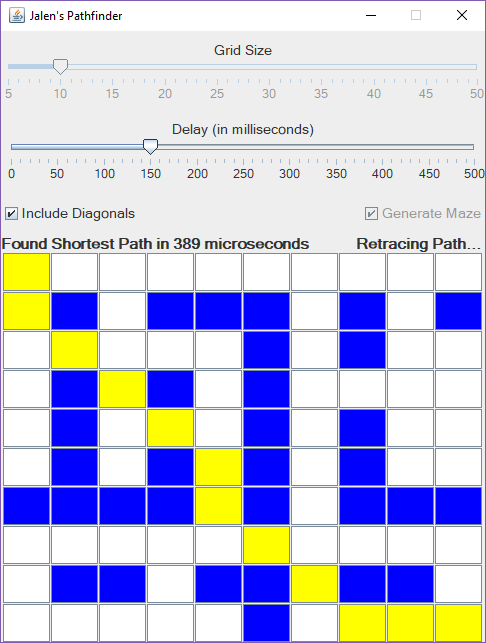 Jalen's Pathfinder
Grid Size
5 10 15 20 25 30 35 40 45 50
Delay (in milliseconds)
0 50 100 150 200 250 300 350 400 450 500
Include Diagonals Generate Maze
Found Shortest Path in 389 microseconds Retracing Path...